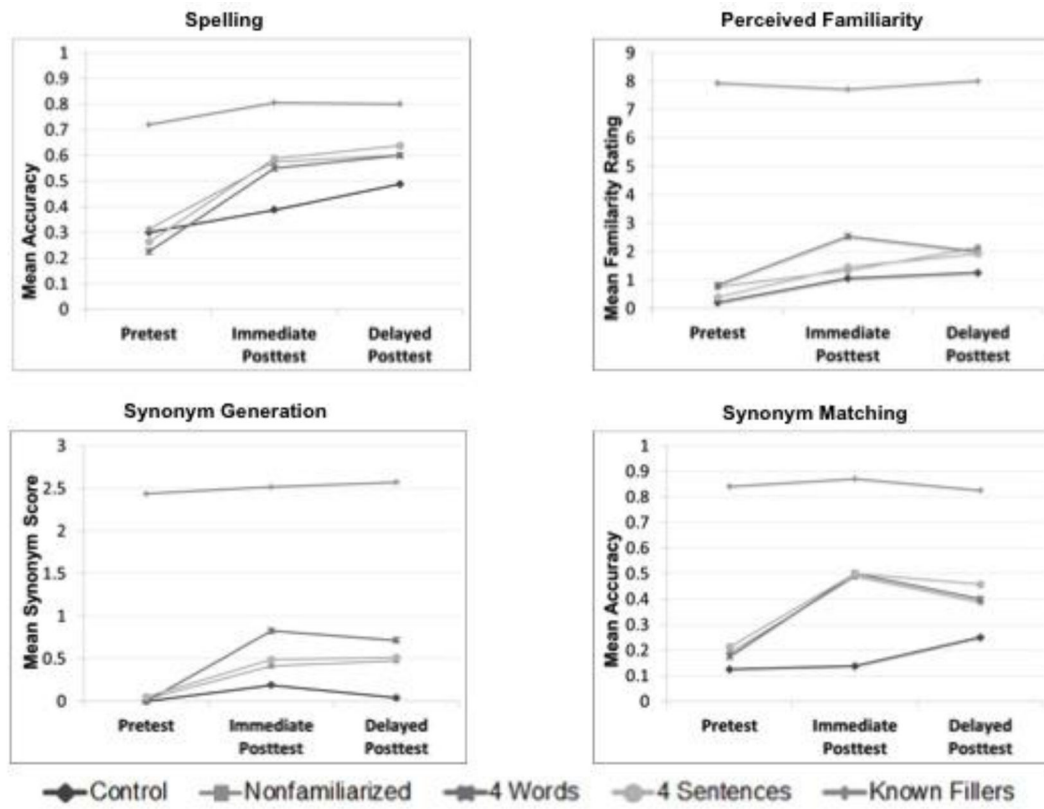 Spelling
Mean Accuracy
1
0.9
0.8
0.7
0.6
0.5
0.4
0.3
0.2
0.1
0
Pretest
Immediate
Posttest
Delayed
Posttest
Perceived Familiarity
Mean Familarity Rating
9
8
7
6
5
4
3
2
1
0
Pretest
Immediate
Posttest
Delayed
Posttest
Synonym Generation
Mean Synonym Score
3
2.5
2
1.5
1
0.5
0
Pretest
Immediate
Posttest
Delayed
Posttest
Synonym Matching
Mean Accuracy
1
0.9
0.8
0.7
0.6
0.5
0.4
0.3
0.2
0.1
0
Pretest
Immediate
Posttest
Delayed
Posttest
Control Nonfamiliarized 4 Words 4 Sentences Known Fillers